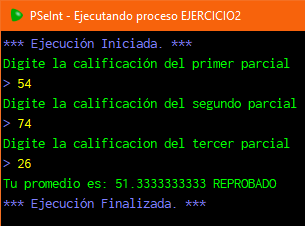 PSeInt - Ejecutando proceso EJERCICIO2
*** Ejecución Iniciada. ***
Digite la calificación del primer parcial
> 54
Digite la calificación del segundo parcial
> 74
Digite la calificacion del tercer parcial
> 26
Tu promedio es: 51.3333333333 REPROBADO
*** Ejecución Finalizada. ***